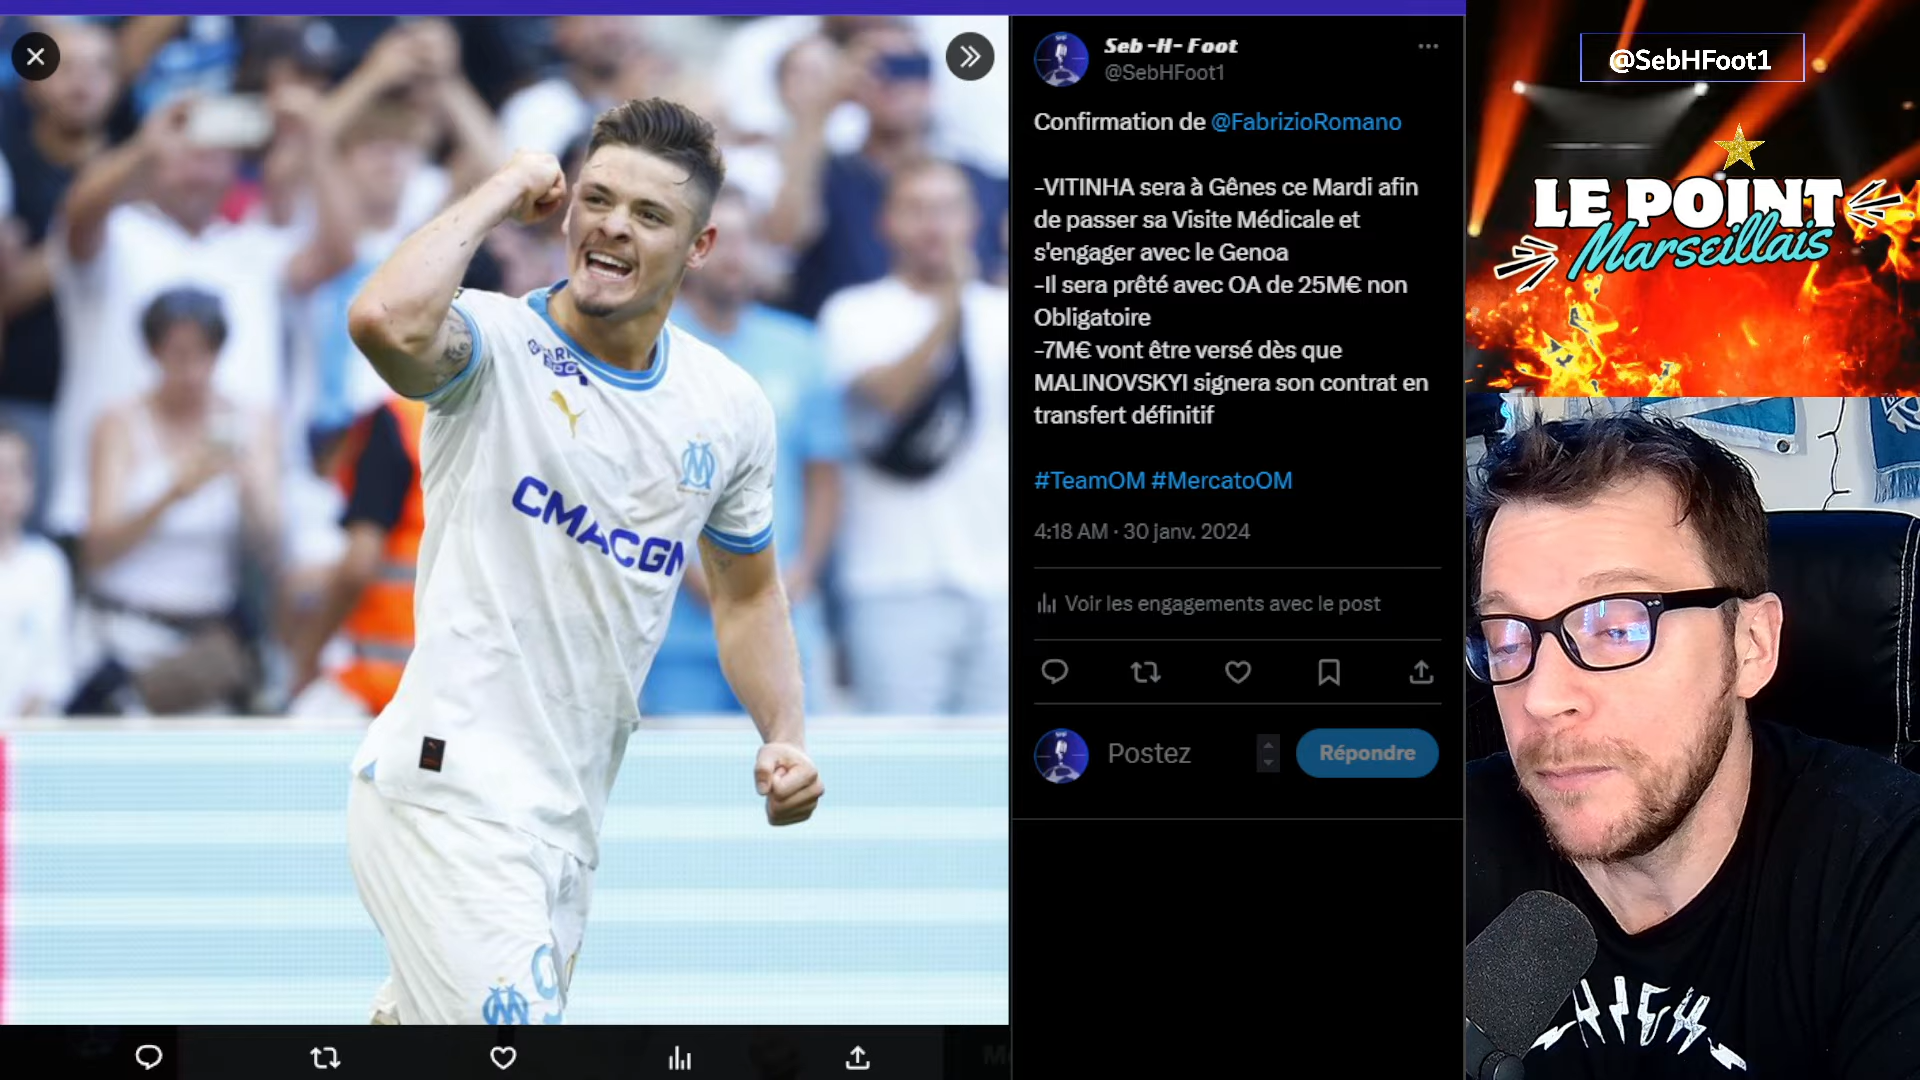 Seb -H- Foot
@SebHFoot1
Confirmation de @FabrizioRomano
-VITINHA sera à Gênes ce Mardi afin
de passer sa Visite Médicale et
s'engager avec le Genoa
-Il sera prêté avec OA de 25M€ non
Obligatoire
-7M€ vont être versé dès que
MALINOVSKYI signera son contrat en
transfert définitif
#TeamOM #MercatoOM
4:18 AM · 30 janv. 2024
Voir les engagements avec le post
Postez
Répondre
@SebHFoot1
LE POINT
Marseillais
CMACGM